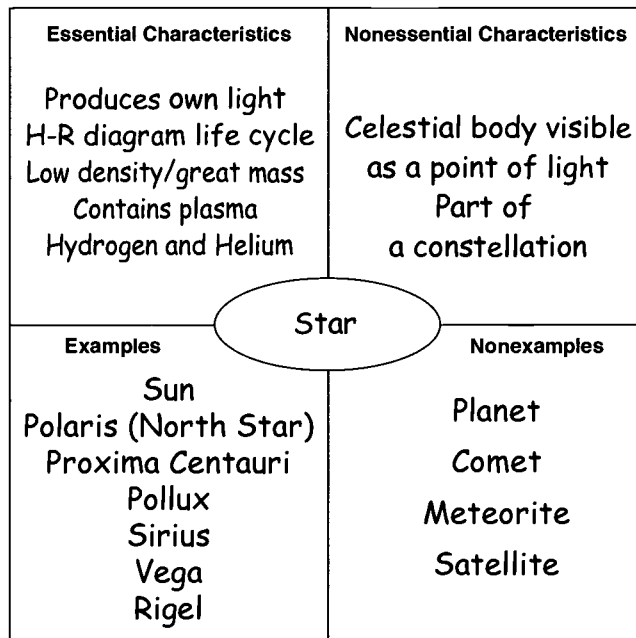 Essential Characteristics
Produces own light
H-R diagram life cycle
Low density/great mass
Contains plasma
Hydrogen and Helium
Nonessential Characteristics
Celestial body visible
as a point of light
Part of
a constellation
Star
Examples
Sun
Polaris (North Star)
Proxima Centauri
Pollux
Sirius
Vega
Rigel
Nonexamples
Planet
Comet
Meteorite
Satellite